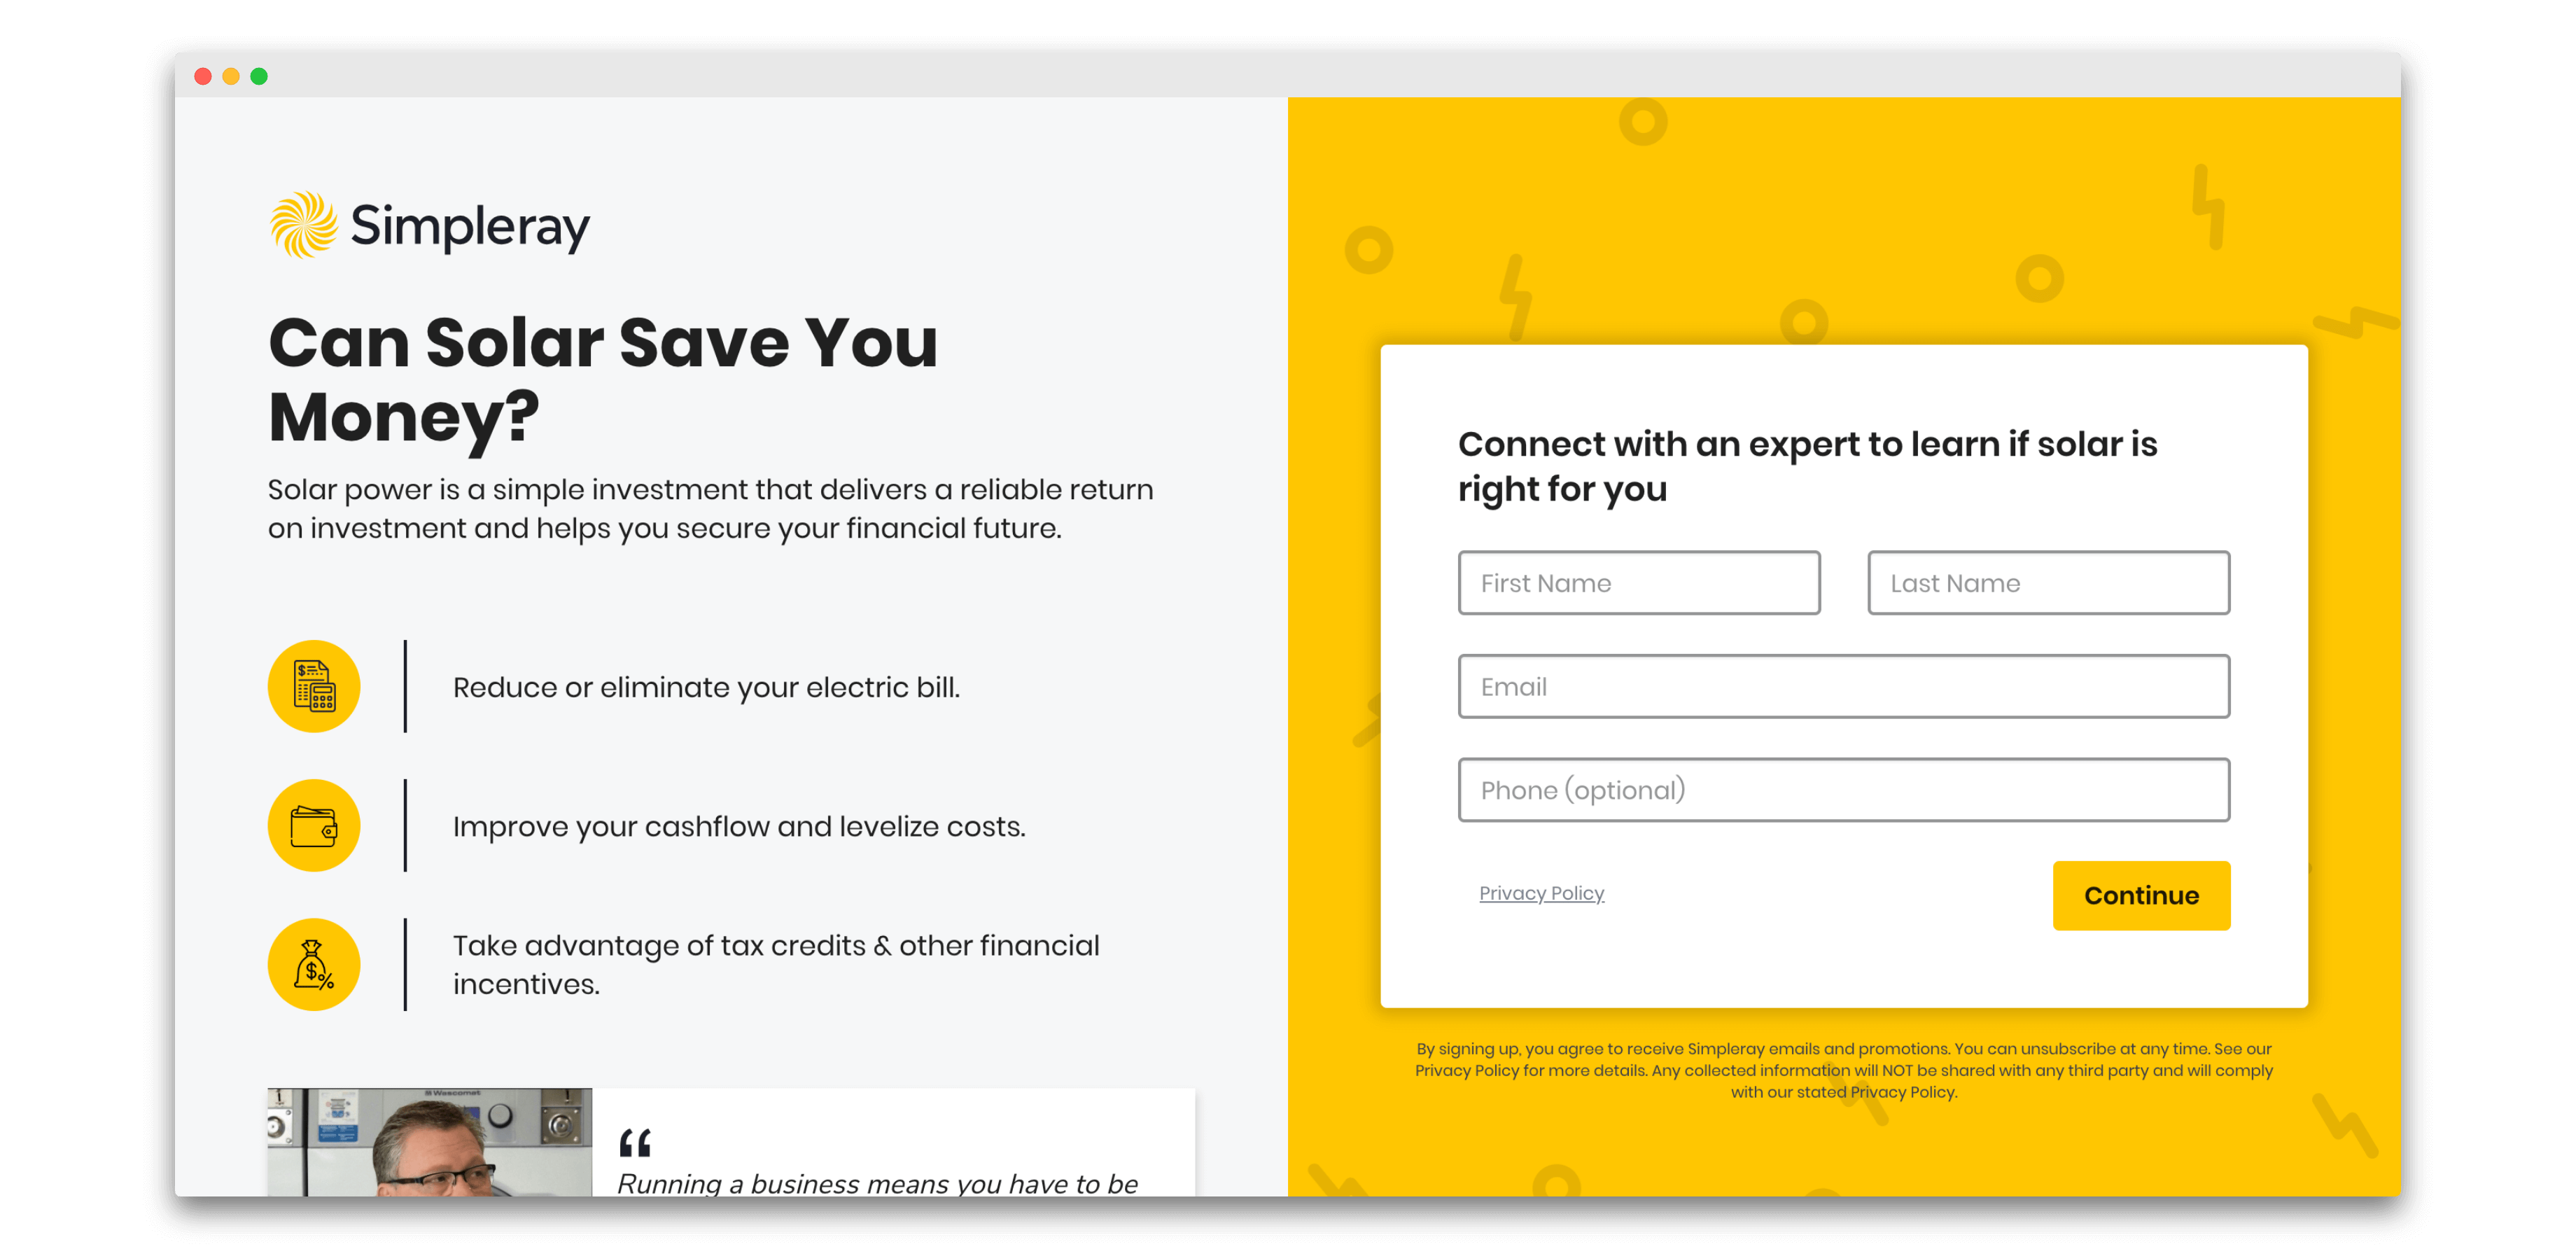 Simpleray
Can Solar Save You
Money?
Solar power is a simple investment that delivers a reliable return
on investment and helps you secure your financial future.
Reduce or eliminate your electric bill.
Improve your cashflow and levelize costs.
Take advantage of tax credits & other financial
incentives.
Wascomat
“
Running a business means you have to be
Connect with an expert to learn if solar is
right for you
First Name
Last Name
Email
Phone (optional)
Privacy Policy
Continue
By signing up, you agree to receive Simpleray emails and promotions. You can unsubscribe at any time. See our
Privacy Policy for more details. Any collected information will NOT be shared with any third party and will comply
with our stated Privacy Policy.